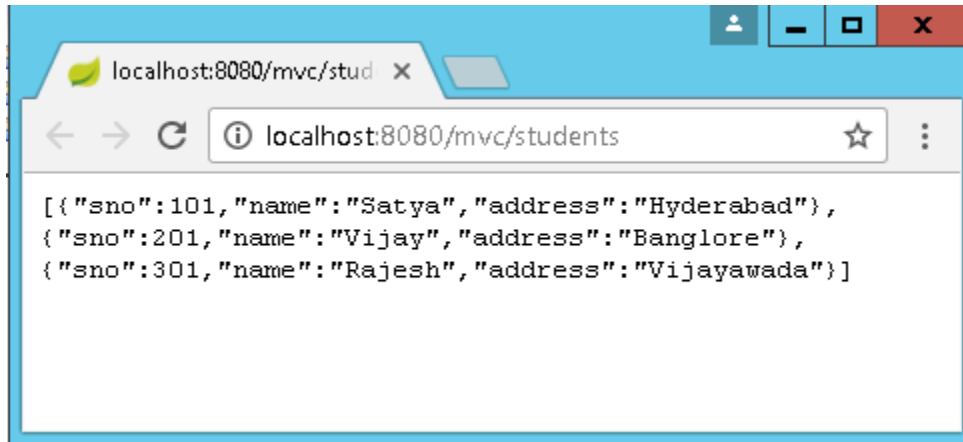 localhost:8080/mvc/stud
localhost:8080/mvc/students
[{"sno":101,"name":"Satya","address":"Hyderabad"},
{"sno":201,"name":"Vijay","address":"Banglore"},
{"sno":301,"name":"Rajesh","address":"Vijayawada"}]